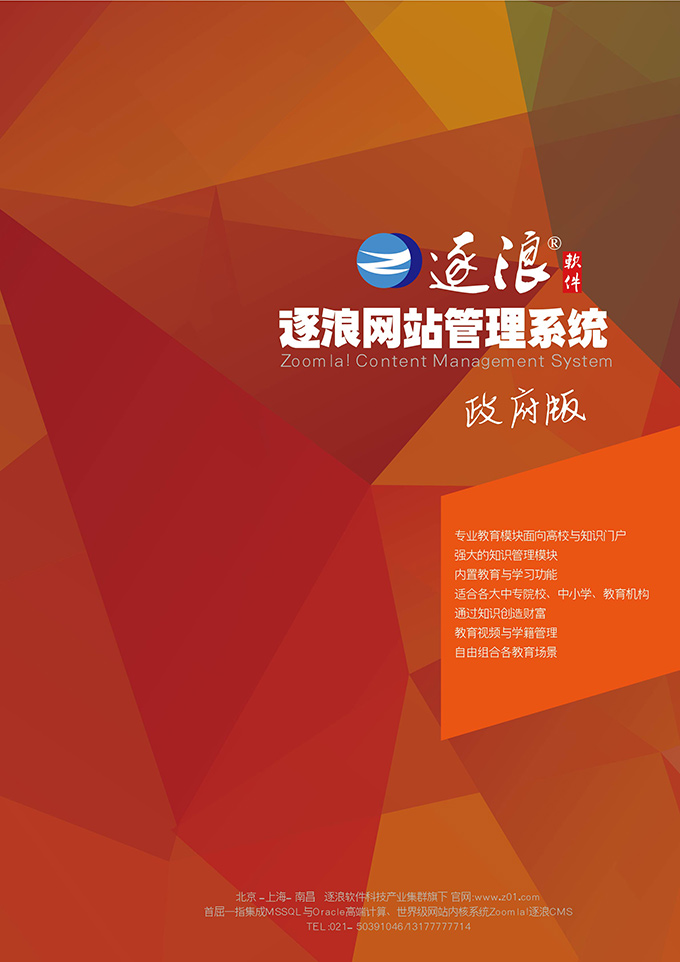 逐浪®
軟件
逐浪网站管理系统
Zoomla! Content Management System
政府版
专业教育模块面向高校与知识门户
强大的知识管理模块
内置教育与学习功能
适合各大中专院校、中小学、教育机构
通过知识创造财富
教育视频与学籍管理
自由组合各教育场景
北京 - 上海- 南昌 逐浪软件科技产业集群旗下 官网:www.z01.com
首屈一指集成MSSQL与Oracle高端计算、世界级网站内核系统Zoomla!逐浪CMS
TEL:021- 50391046/13177777714